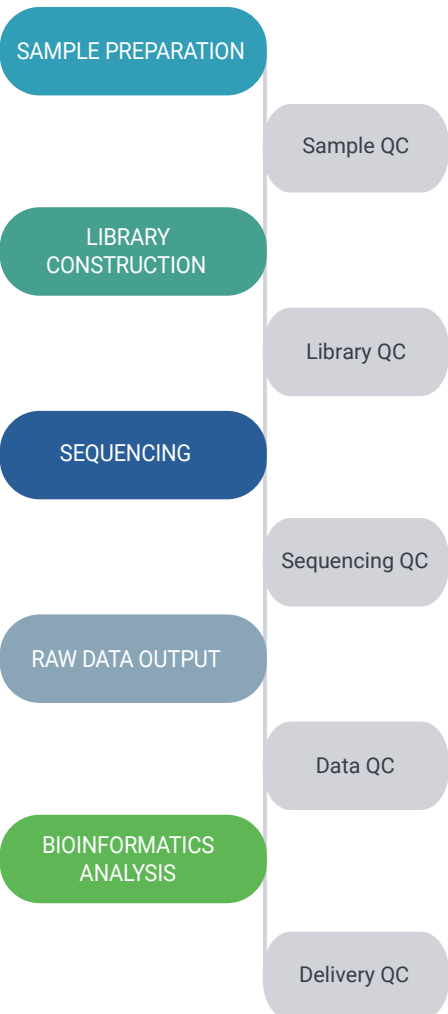 SAMPLE PREPARATION
Sample QC
LIBRARY
CONSTRUCTION
Library QC
SEQUENCING
Sequencing QC
RAW DATA OUTPUT
Data QC
BIOINFORMATICS
ANALYSIS
Delivery QC